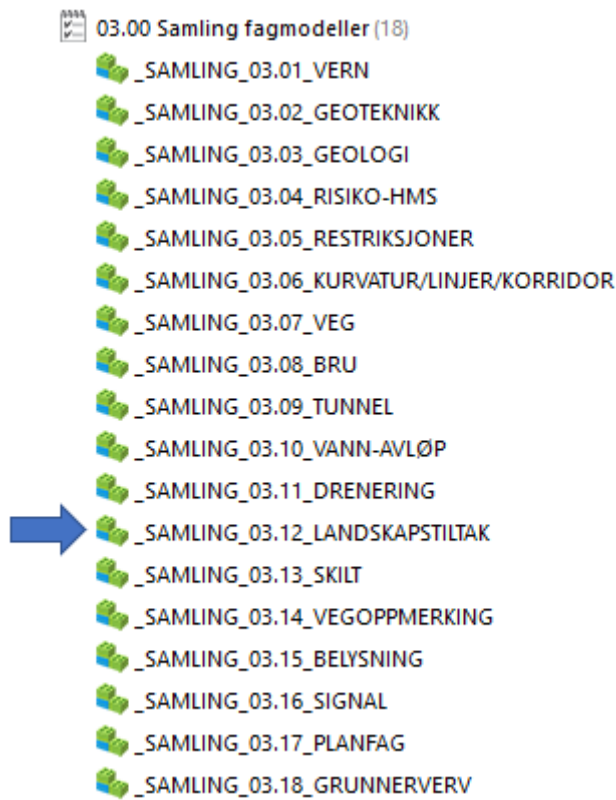 03.00 Samling fagmodeller (18)
_SAMLING_03.01_VERN
_SAMLING_03.02_GEOTEKNIKK
_SAMLING_03.03_GEOLOGI
_SAMLING_03.04_RISIKO-HMS
_SAMLING_03.05_RESTRIKSJONER
_SAMLING_03.06_KURVATUR/LINJER/KORRIDOR
_SAMLING_03.07_VEG
_SAMLING_03.08_BRU
_SAMLING_03.09_TUNNEL
_SAMLING_03.10_VANN-AVLØP
_SAMLING_03.11_DRENERING
_SAMLING_03.12_LANDSKAPSTILTAK
_SAMLING_03.13_SKILT
_SAMLING_03.14_VEGOPPMERKING
_SAMLING_03.15_BELYSNING
_SAMLING_03.16_SIGNAL
_SAMLING_03.17_PLANFAG
_SAMLING_03.18_GRUNNERVERV